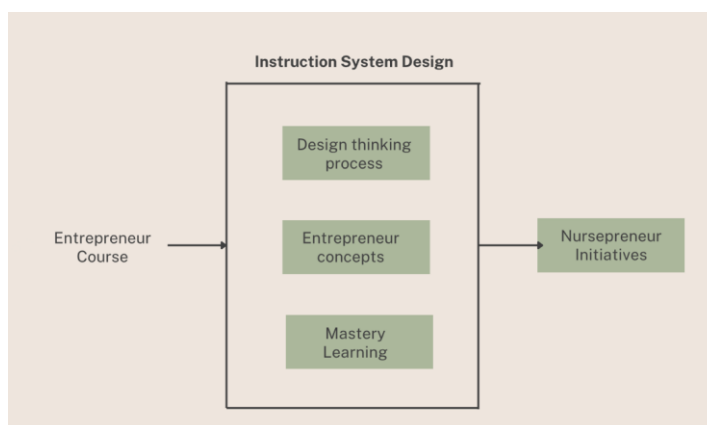 Instruction System Design
Design thinking
process
Entrepreneur
Course
Entrepreneur
concepts
Nursepreneur
Initiatives
Mastery
Learning